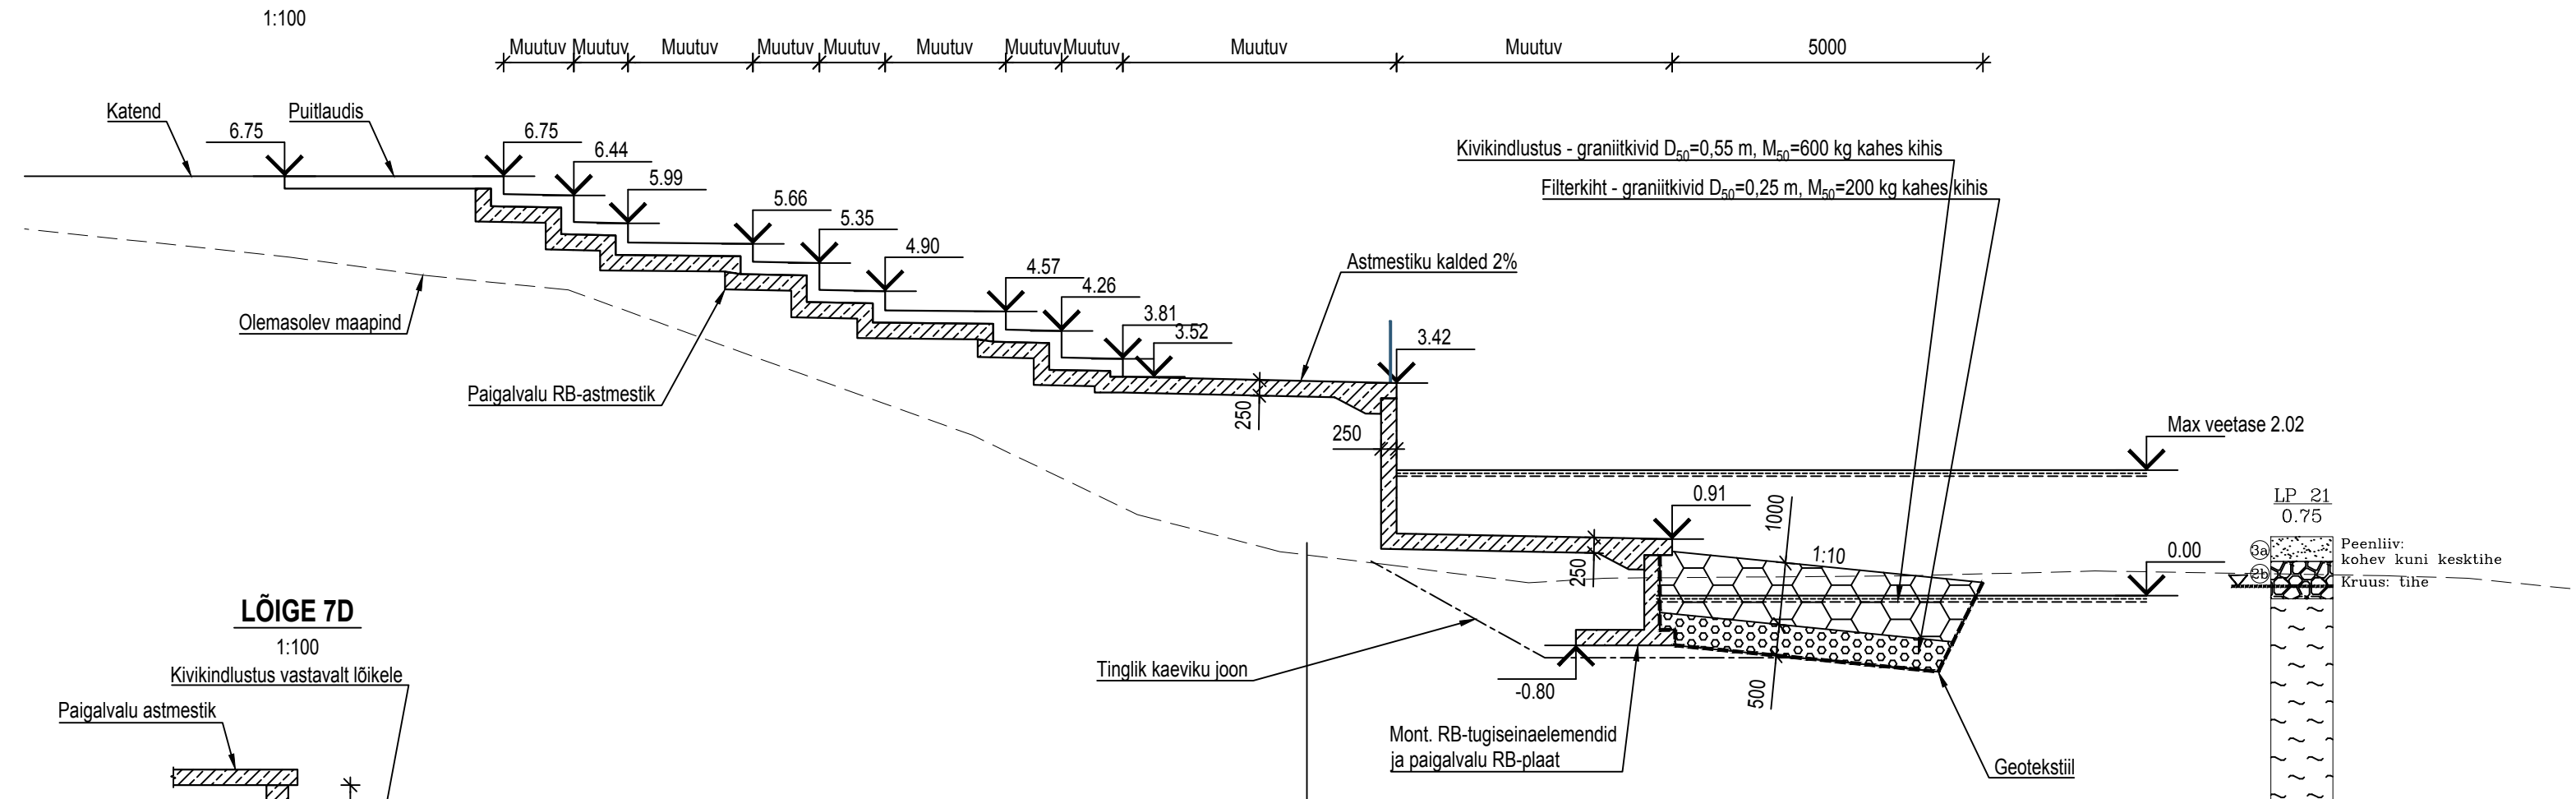 1:100
Muutuv Muutuv Muutuv Muutuv Muutuv Muutuv Muutuv Muutuv Muutuv Muutuv 5000
Katend
Puitlaudis
6.75
6.75
6.44
5.99
5.66
5.35
4.90
4.57
4.26
3.81
3.52
3.42
Kivikindlustus - graniitkivid D50=0,55 m, M50=600 kg kahes kihis
Filterkiht - graniitkivid D50=0,25 m, M50=200 kg kahes kihis
Astmestiku kalded 2%
Olemasolev maapind
Paigalvalu RB-astmestik
250
250
Max veetase 2.02
0.91
1000
1:10
250
0.00
LP 21
0.75
3a
Peenliiv:
kohev kuni kesktihe
2b
Kruus: tihe
LÕIGE 7D
1:100
Kivikindlustus vastavalt lõikele
Paigalvalu astmestik
Tinglik kaeviku joon
-0.80
500
Mont. RB-tugiseinaelemendid
ja paigalvalu RB-plaat
Geotekstiil